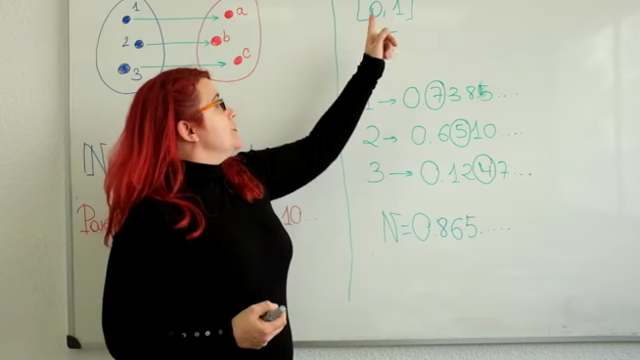 1 → a
2 → b
3 → c
N
10...
[0, 1]
1 → 0 7385....
2 → 0.6510....
3 → 0.1247...
N=0.865.....